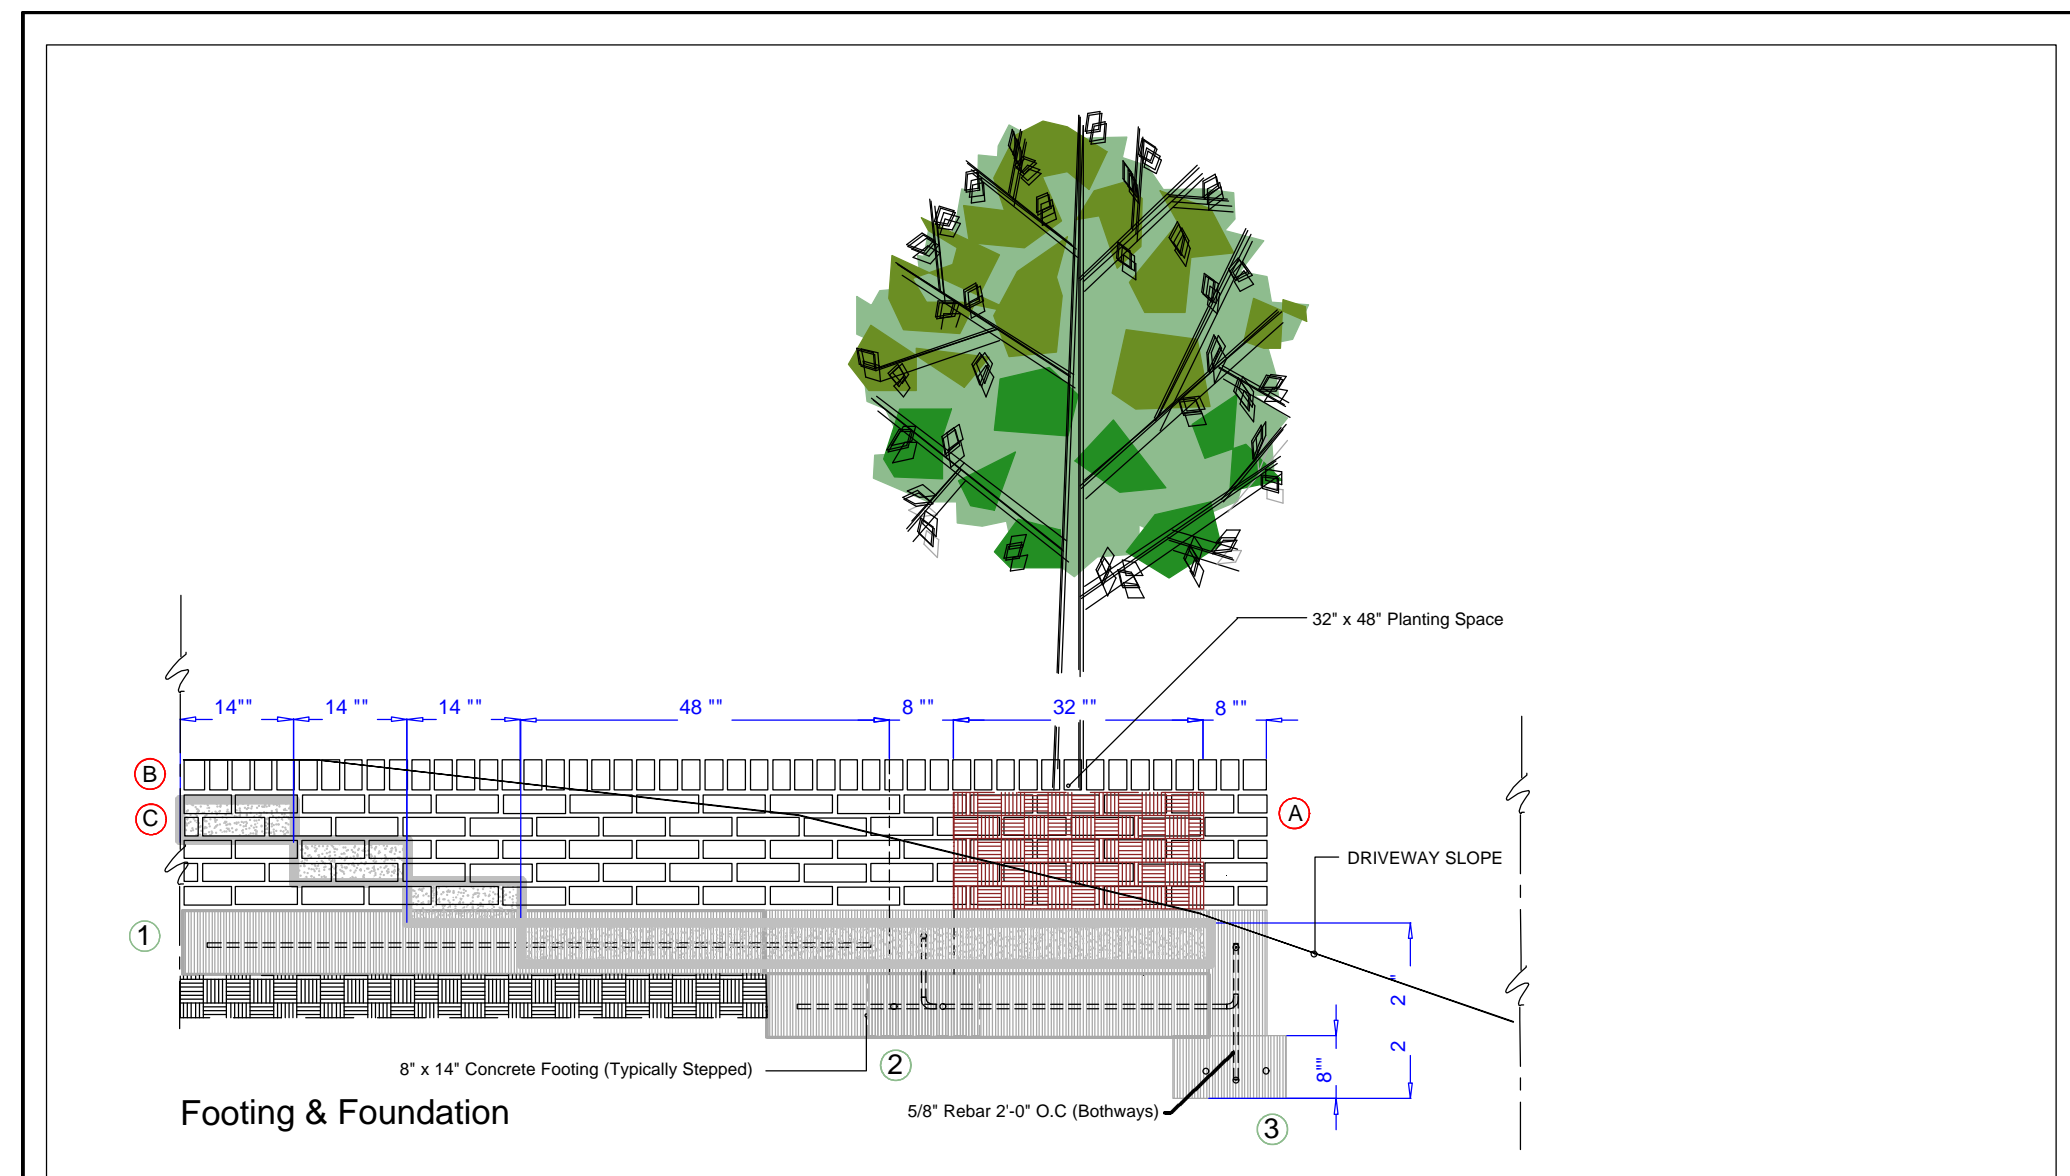 32" x 48" Planting Space
14"" 14 "" 14 "" 48 "" 8 "" 32 "" 8 ""
B
C
A
DRIVEWAY SLOPE
1
2 2 "
8""
8" x 14" Concrete Footing (Typically Stepped)
2
5/8" Rebar 2'-0" O.C (Bothways)
Footing & Foundation
3